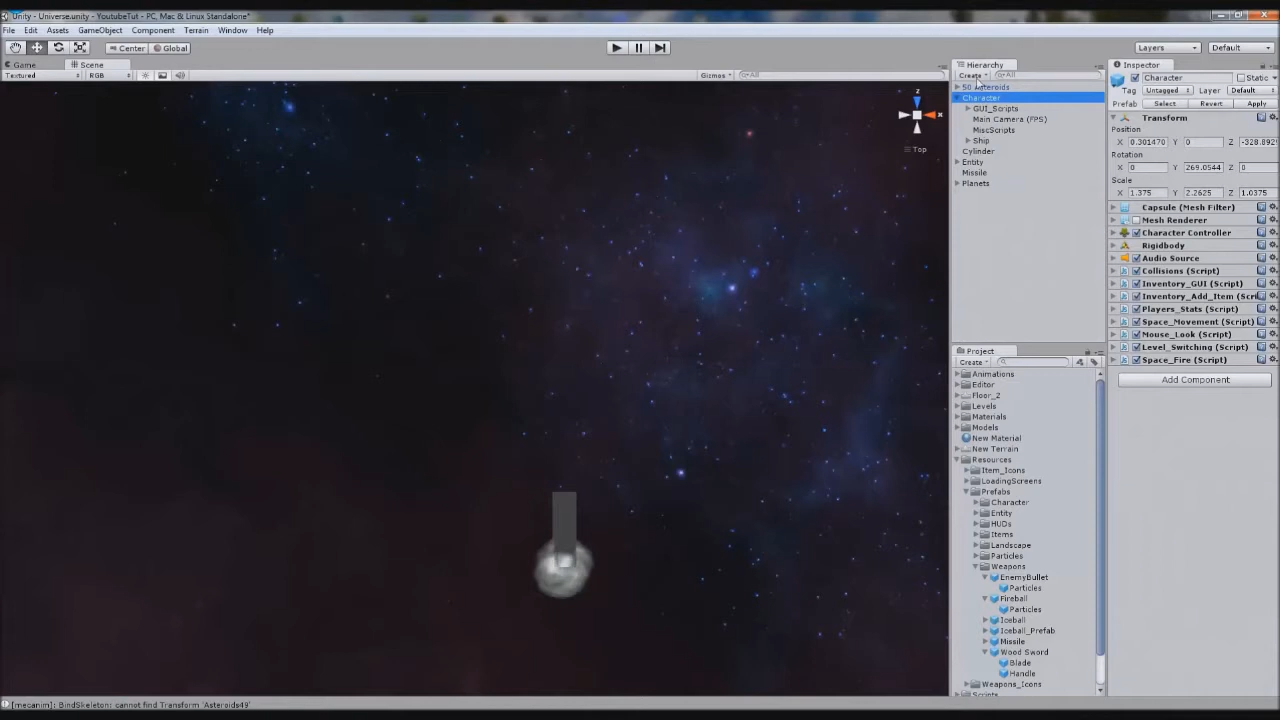 Unity - Universe.unity - YoutubeTut - PC, Mac & Linux Standalone*
File Edit Assets GameObject Component Terrain Window Help
Center Global Layers Default
Game Scene
Textured RGB Gizmos All
z
x
Top
Hierarchy
Create All
50 Asteroids
Character
GUI_Scripts
Main Camera (FPS)
MiscScripts
Ship
Cylinder
Entity
Missile
Planets
Project
Create
Animations
Editor
Floor_2
Levels
Materials
Models
New Material
New Terrain
Resources
Item_Icons
LoadingScreens
Prefabs
Character
Entity
HUDs
Items
Landscape
Particles
Weapons
EnemyBullet
Particles
Fireball
Particles
Iceball
Iceball_Prefab
Missile
Wood Sword
Blade
Handle
Weapons_Icons
Scripts
Inspector
Character Static
Tag Untagged Layer Default
Prefab Select Revert Apply
Transform
Position
X 0.301470 Y 0 Z -328.892
Rotation
X 0 Y 269.0544 Z 0
Scale
X 1.375 Y 2.2625 Z 1.0375
Capsule (Mesh Filter)
Mesh Renderer
Character Controller
Rigidbody
Audio Source
Collisions (Script)
Inventory_GUI (Script)
Inventory_Add_Item (Scri
Players_Stats (Script)
Space_Movement (Script)
Mouse_Look (Script)
Level_Switching (Script)
Space_Fire (Script)
Add Component
[mecanim]: BindSkeleton: cannot find Transform 'Asteroids49'